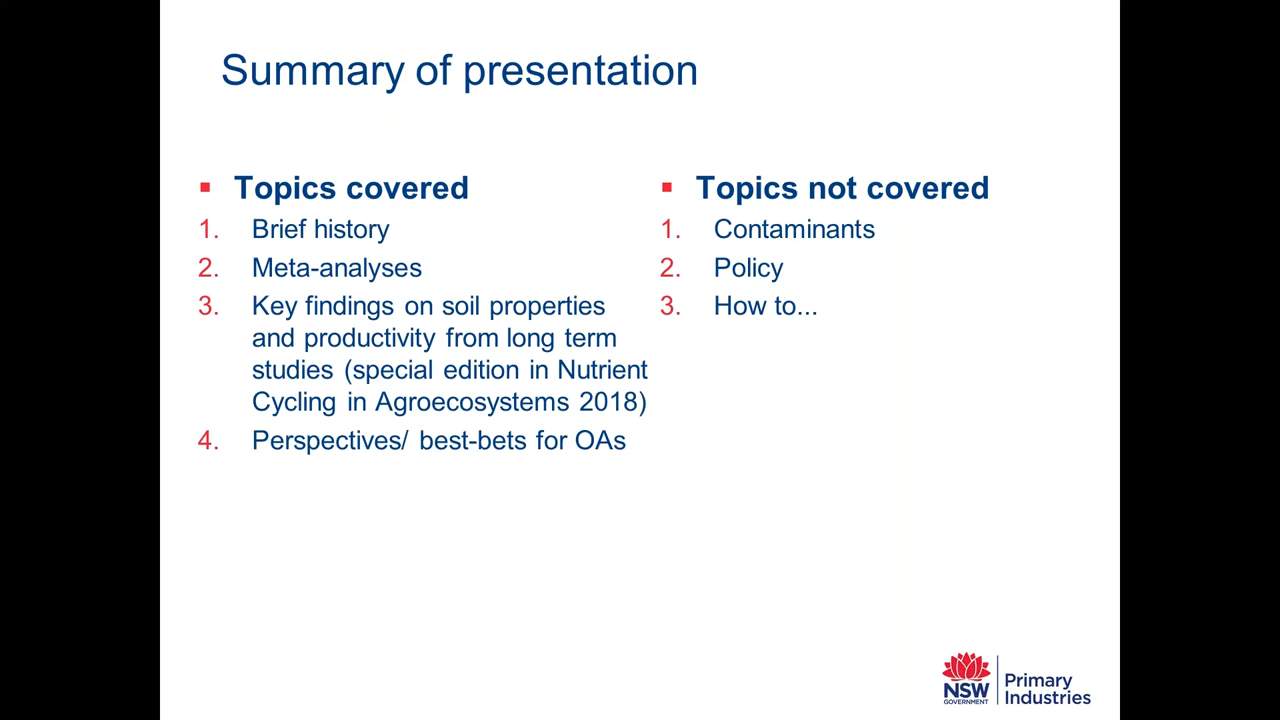 Summary of presentation
▪ Topics covered
1. Brief history
2. Meta-analyses
3. Key findings on soil properties
and productivity from long term
studies (special edition in Nutrient
Cycling in Agroecosystems 2018)
4. Perspectives/ best-bets for OAs
▪ Topics not covered
1. Contaminants
2. Policy
3. How to...
NSW
GOVERNMENT
Primary
Industries